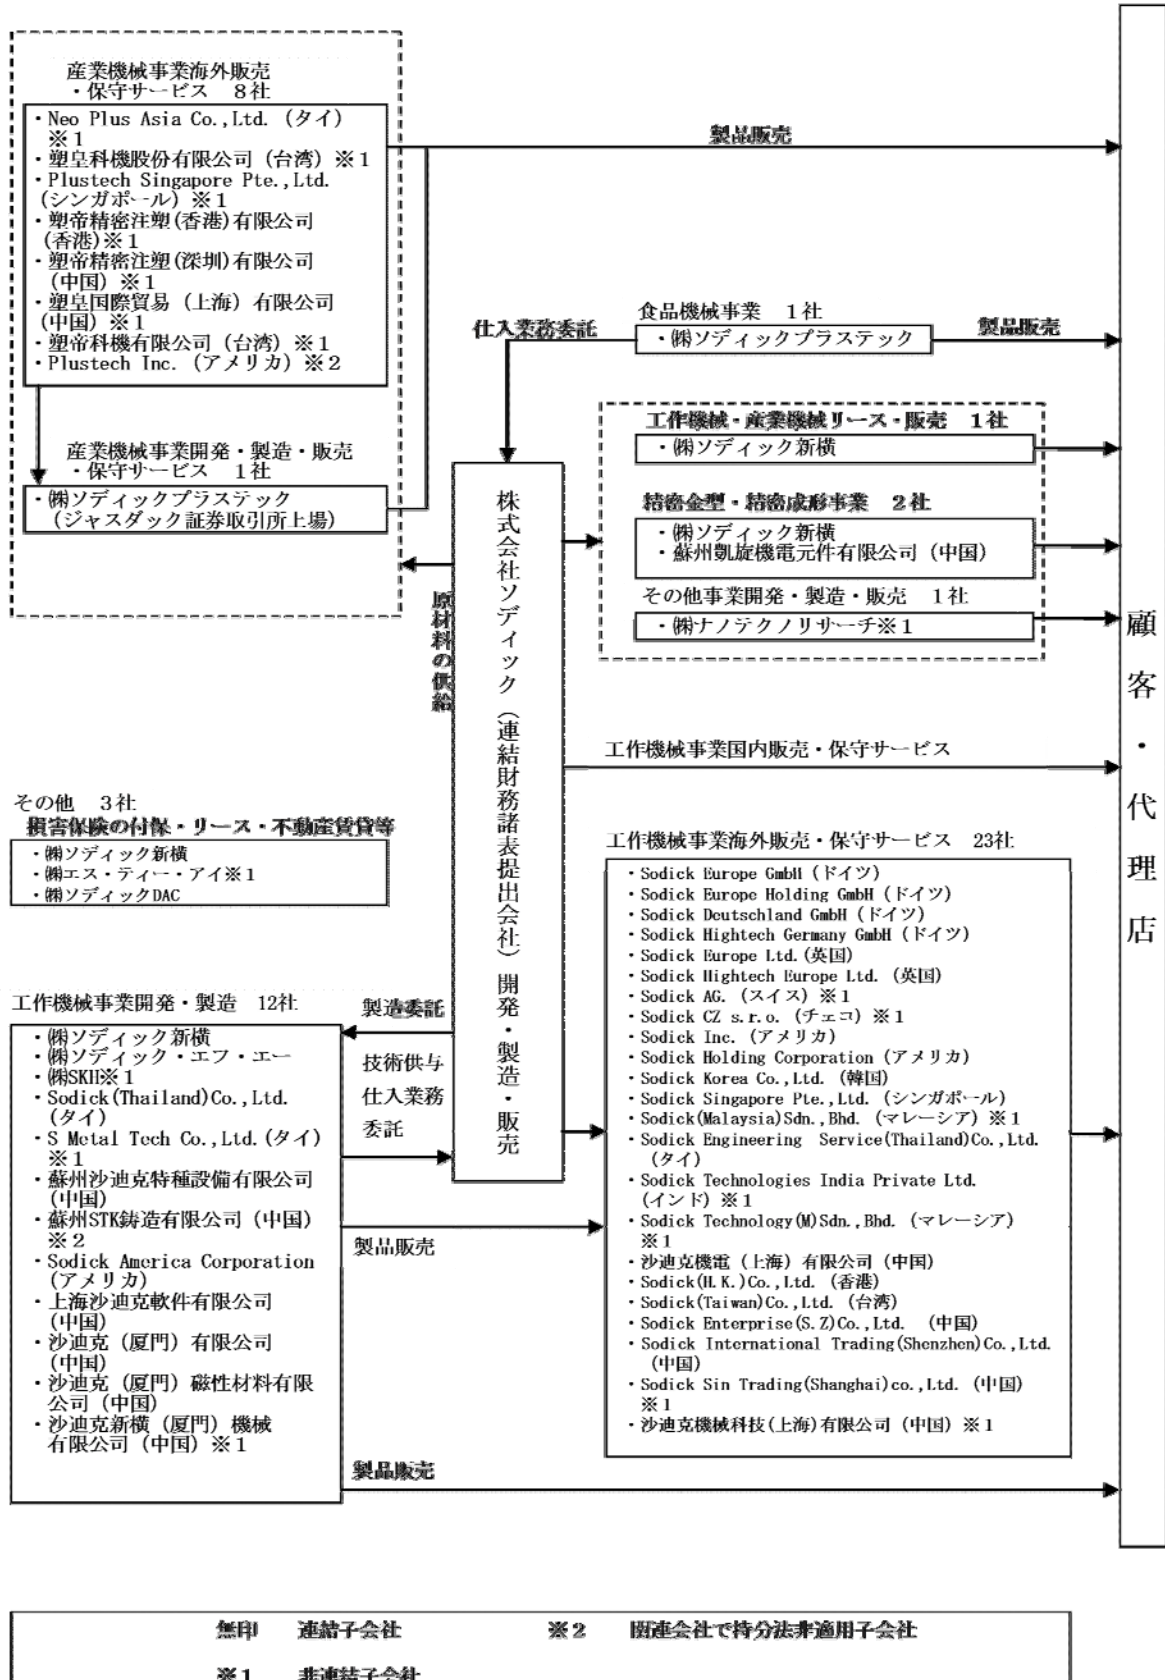 産業機械事業海外販売
・保守サービス　8社
・Neo Plus Asia Co.,Ltd. (タイ)
※1
・塑皇科機股份有限公司（台湾）※1
・Plustech Singapore Pte.,Ltd.
(シンガポール) ※1
・塑帝精密注塑(香港)有限公司
(香港)※1
・塑帝精密注塑(深圳)有限公司
(中国) ※1
・塑皇国際貿易（上海）有限公司
(中国) ※1
・塑帝科機有限公司（台湾）※1
・Plustech Inc. (アメリカ) ※2
産業機械事業開発・製造・販売
・保守サービス　1社
・㈱ソディックプラステック
(ジャスダック証券取引所上場)
製品販売
食品機械事業　1社
・㈱ソディックプラステック
仕入業務委託
製品販売
工作機械・産業機械リース・販売　1社
・㈱ソディック新横
精密金型・精密成形事業　2社
・㈱ソディック新横
・蘇州凱旋機電元件有限公司（中国）
その他事業開発・製造・販売　1社
・㈱ナノテクノリサーチ※1
原材料の供給
株式会社ソディック（連結財務諸表提出会社）開発・製造・販売
顧客・代理店
工作機械事業国内販売・保守サービス
その他　3社
損害保険の付保・リース・不動産賃貸等
・㈱ソディック新横
・㈱エス・ティー・アイ※1
・㈱ソディックDAC
工作機械事業海外販売・保守サービス　23社
・Sodick Europe GmbH (ドイツ)
・Sodick Europe Holding GmbH (ドイツ)
・Sodick Deutschland GmbH (ドイツ)
・Sodick Hightech Germany GmbH (ドイツ)
・Sodick Europe Ltd.(英国)
・Sodick Hightech Europe Ltd. (英国)
・Sodick AG. (スイス) ※1
・Sodick CZ s.r.o. (チェコ) ※1
・Sodick Inc. (アメリカ)
・Sodick Holding Corporation (アメリカ)
・Sodick Korea Co.,Ltd. (韓国)
・Sodick Singapore Pte.,Ltd. (シンガポール)
・Sodick(Malaysia)Sdn.,Bhd. (マレーシア) ※1
・Sodick Engineering　Service(Thailand)Co.,Ltd.
(タイ)
・Sodick Technologies India Private Ltd.
(インド) ※1
・Sodick Technology(M)Sdn.,Bhd. (マレーシア)
※1
・沙迪克機電（上海）有限公司（中国）
・Sodick(H.K.)Co.,Ltd. (香港)
・Sodick(Taiwan)Co.,Ltd. (台湾)
・Sodick Enterprise(S.Z)Co.,Ltd.　(中国)
・Sodick International Trading(Shenzhen)Co.,Ltd.
(中国)
・Sodick Sin Trading(Shanghai)co.,Ltd. (中国)
※1
・沙迪克機械科技(上海)有限公司（中国）※1
工作機械事業開発・製造　12社
・㈱ソディック新横
・㈱ソディック・エフ・エー
・㈱SKH※1
・Sodick(Thailand)Co.,Ltd.
(タイ)
・S Metal Tech Co.,Ltd.(タイ)
※1
・蘇州沙迪克特種設備有限公司
(中国)
・蘇州STK鋳造有限公司（中国）
※2
・Sodick America Corporation
(アメリカ)
・上海沙迪克軟件有限公司
(中国)
・沙迪克（厦門）有限公司
(中国)
・沙迪克（厦門）磁性材料有限
公司（中国）
・沙迪克新横（厦門）機械
有限公司（中国）※1
製造委託
技術供与
仕入業務
委託
製品販売
製品販売
無印　連結子会社　※2　関連会社で持分法非適用子会社
※1　非連結子会社